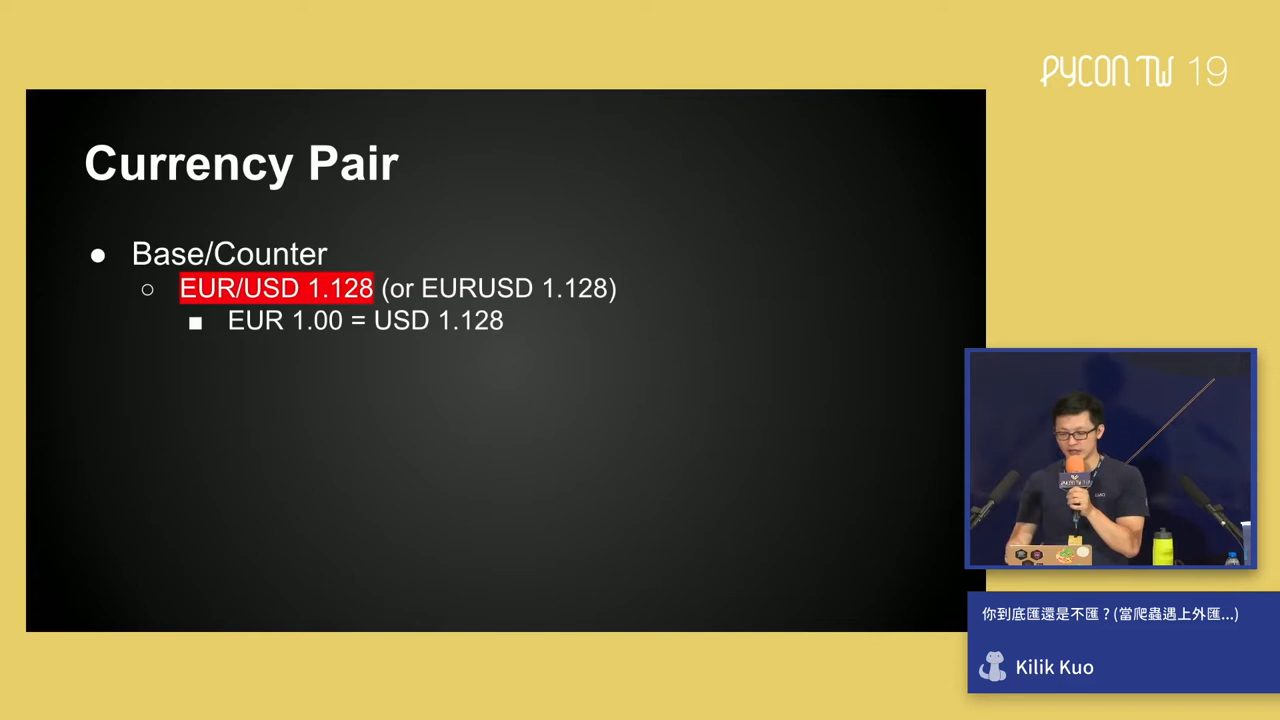 PYCON TW 19
Currency Pair
● Base/Counter
○ EUR/USD 1.128 (or EURUSD 1.128)
■ EUR 1.00 = USD 1.128
你到底匯還是不匯？(當爬蟲遇上外匯...)
Kilik Kuo